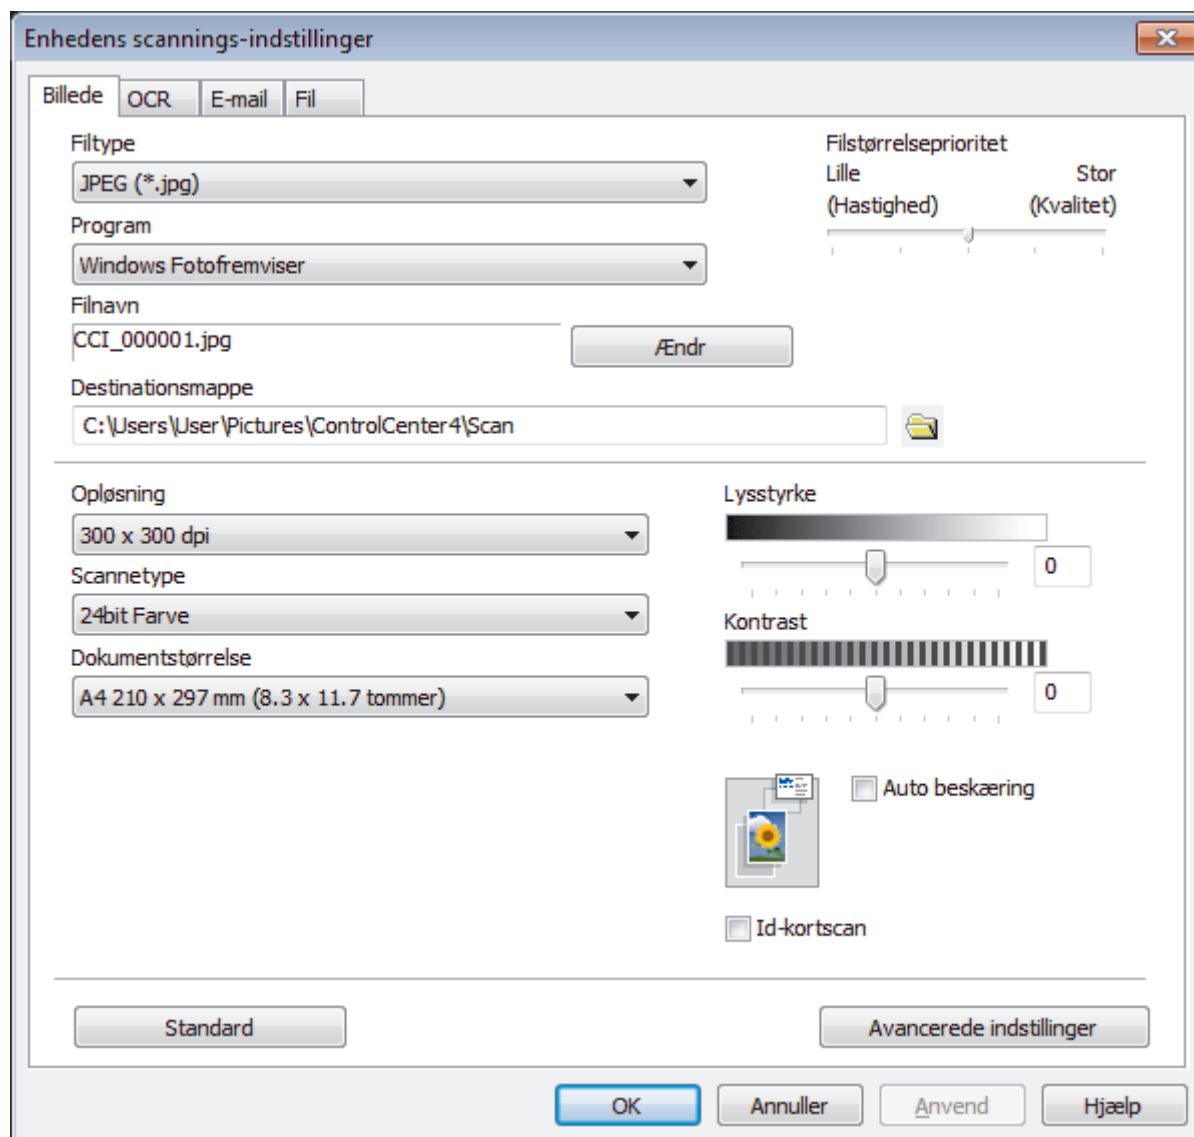 Enhedens scannings-indstillinger
Billede OCR E-mail Fil
Filtype
JPEG (*.jpg)
Program
Windows Fotofremviser
Filnavn
CCI_000001.jpg
Ændr
Destinationsmappe
C:\Users\User\Pictures\ControlCenter4\Scan
Filstørrelseprioritet
Lille Stor
(Hastighed) (Kvalitet)
Opløsning
300 x 300 dpi
Scannetype
24bit Farve
Dokumentstørrelse
A4 210 x 297 mm (8.3 x 11.7 tommer)
Lysstyrke
0
Kontrast
0
Auto beskæring
Id-kortscan
Standard
Avancerede indstillinger
OK Annuller Anvend Hjælp